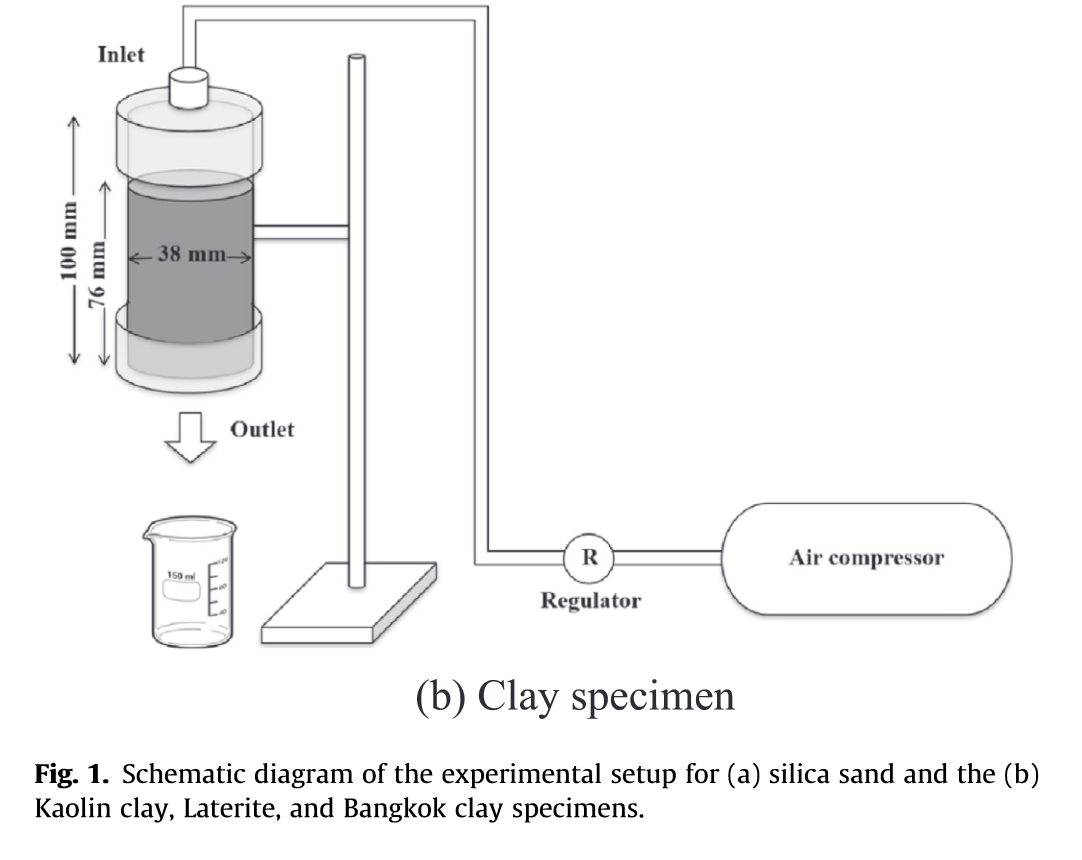 Inlet
100 mm
76 mm
38 mm
Outlet
150 ml
R
Regulator
Air compressor
(b) Clay specimen
Fig. 1. Schematic diagram of the experimental setup for (a) silica sand and the (b)
Kaolin clay, Laterite, and Bangkok clay specimens.